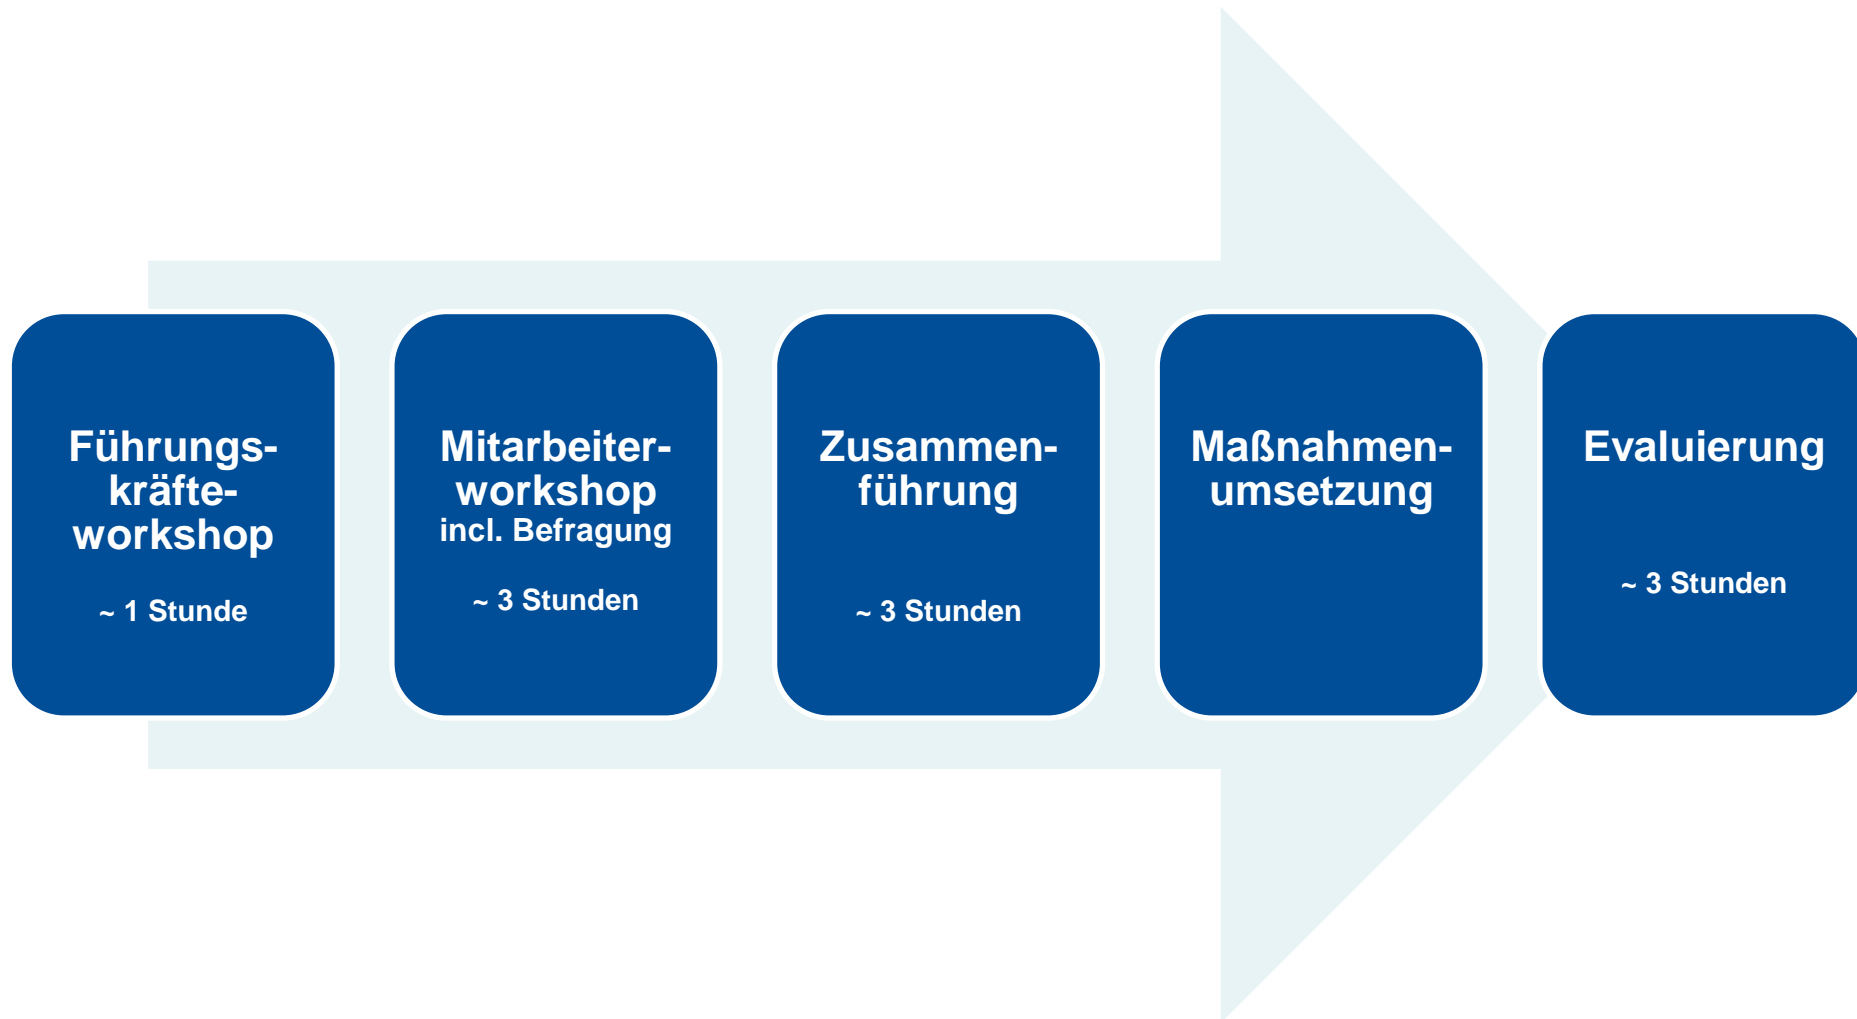 Führungs-
kräfte-
workshop
~ 1 Stunde
Mitarbeiter-
workshop
incl. Befragung
~ 3 Stunden
Zusammen-
führung
~ 3 Stunden
Maßnahmen-
umsetzung
Evaluierung
~ 3 Stunden